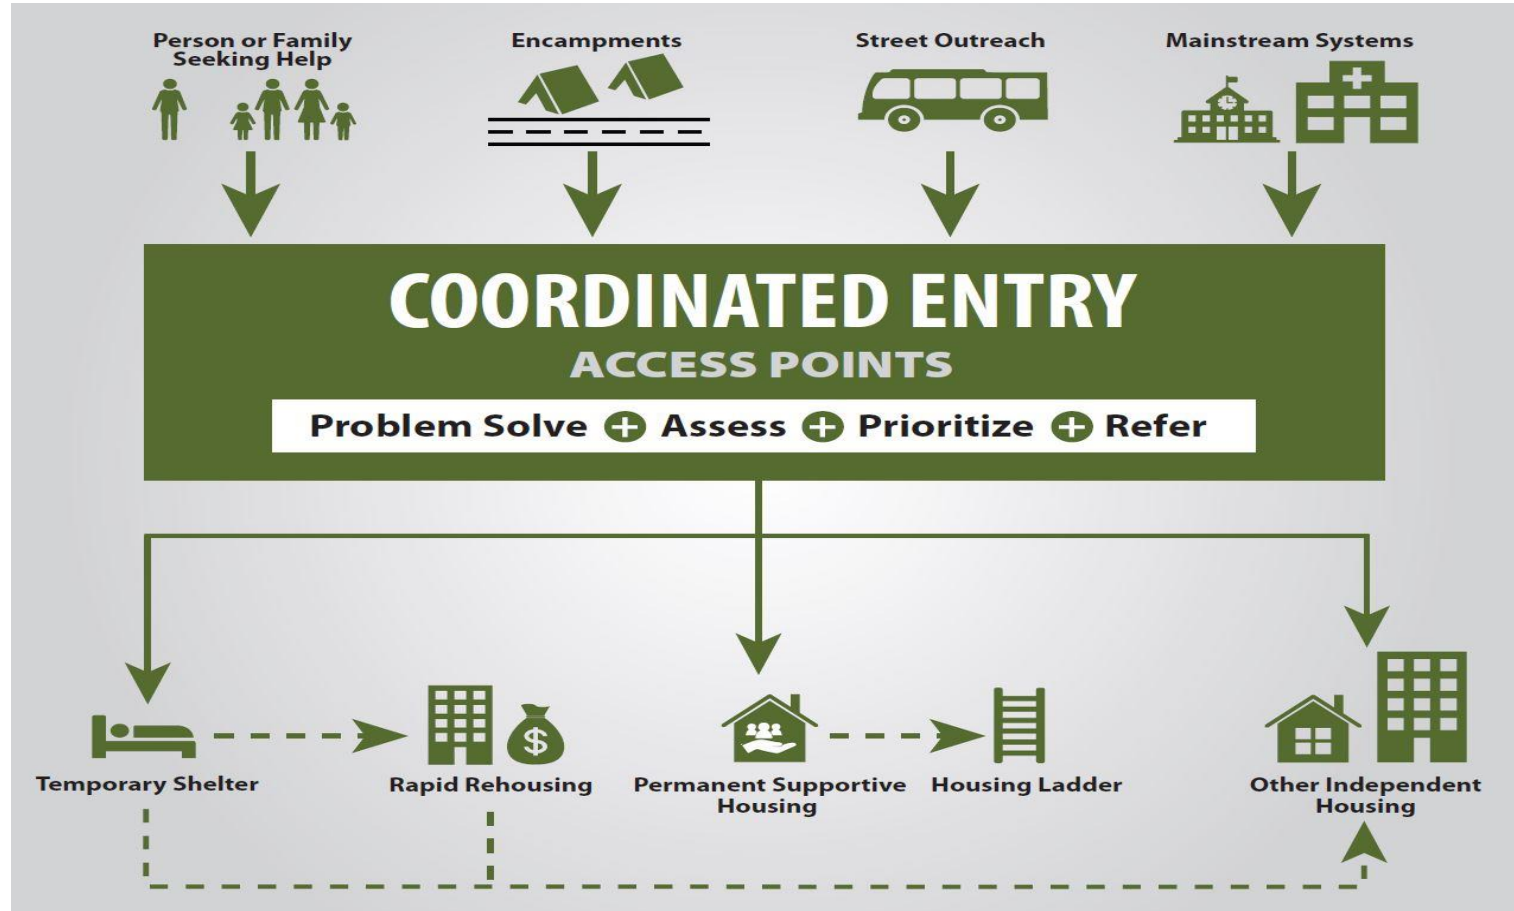 Person or Family
Seeking Help
Encampments
Street Outreach
Mainstream Systems
COORDINATED ENTRY
ACCESS POINTS
Problem Solve + Assess + Prioritize + Refer
$
Temporary Shelter
Rapid Rehousing
Permanent Supportive
Housing
Housing Ladder
Other Independent
Housing